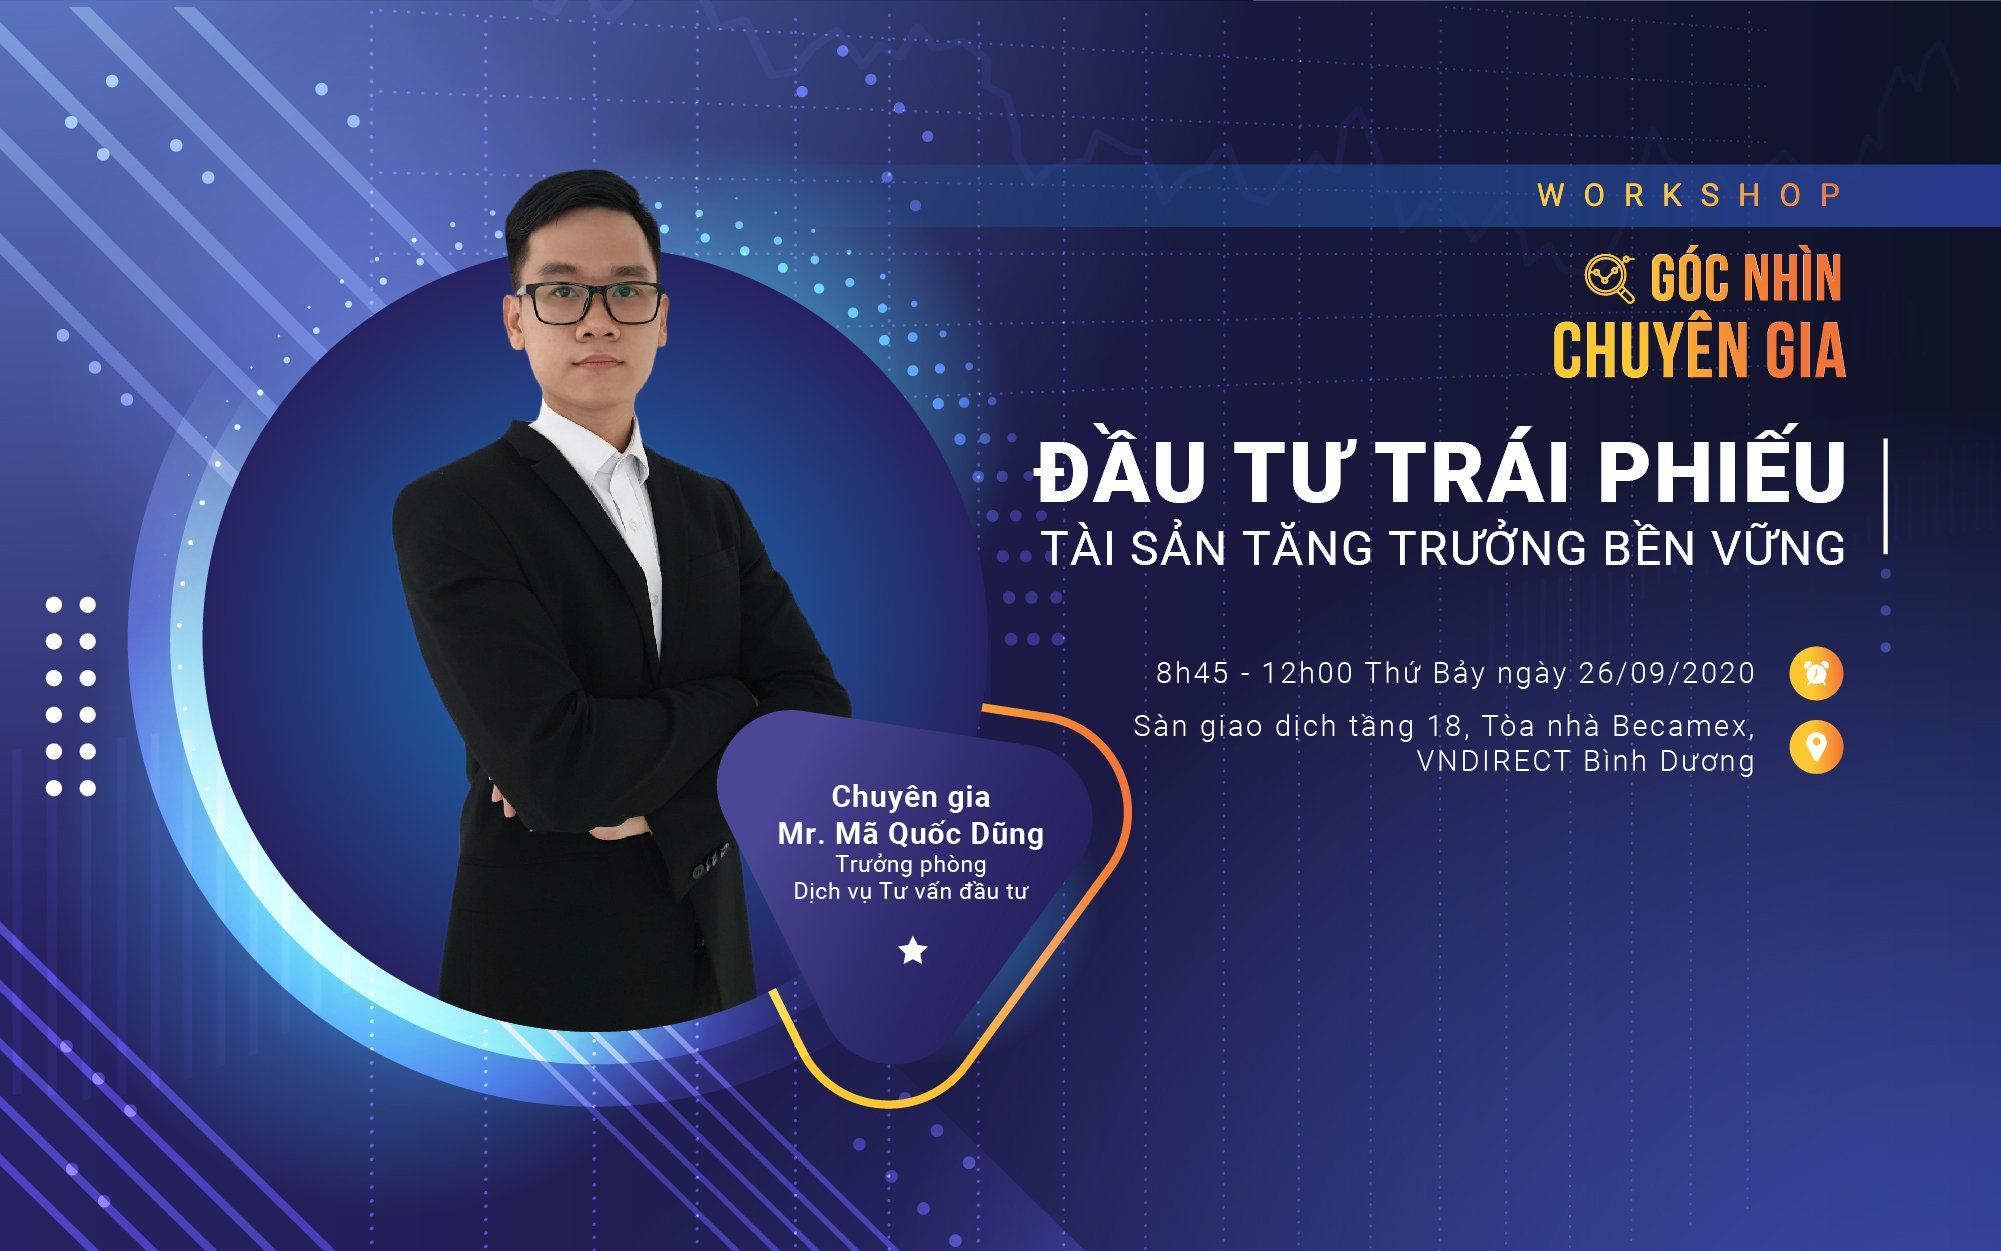 WORKSHOP
GÓC NHÌN
CHUYÊN GIA
ĐẦU TƯ TRÁI PHIẾU
TÀI SẢN TĂNG TRƯỞNG BỀN VỮNG
8h45 - 12h00 Thứ Bảy ngày 26/09/2020
Sàn giao dịch tầng 18, Tòa nhà Becamex,
VNDIRECT Bình Dương
Chuyên gia
Mr. Mã Quốc Dũng
Trưởng phòng
Dịch vụ Tư vấn đầu tư